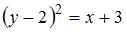 (y − 2)² = x + 3